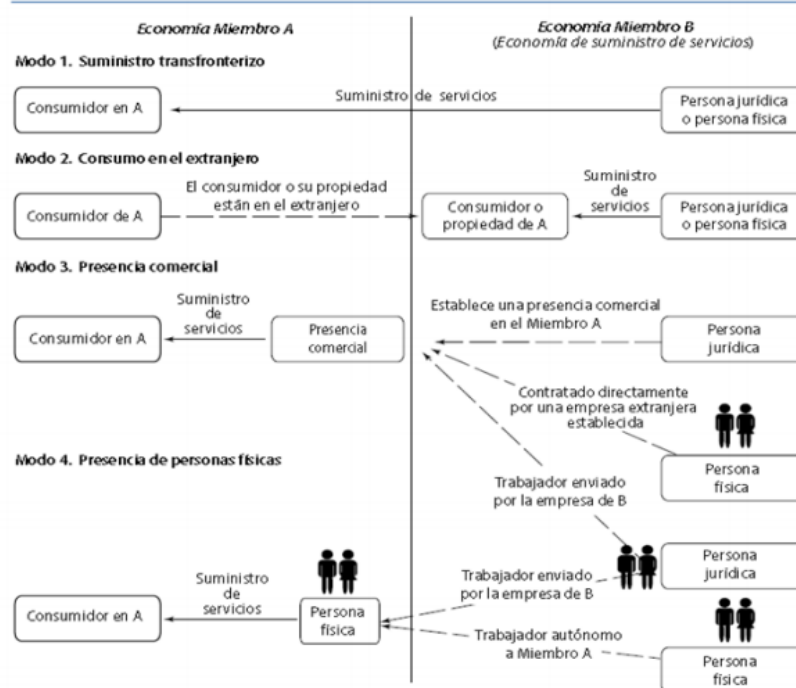 Economía Miembro A
Economía Miembro B
(Economía de suministro de servicios)
Modo 1. Suministro transfronterizo
Consumidor en A
Suministro de servicios
Persona jurídica
o persona física
Modo 2. Consumo en el extranjero
Consumidor de A
El consumidor o su propiedad
están en el extranjero
Consumidor o
propiedad de A
Suministro
de
servicios
Persona jurídica
o persona física
Modo 3. Presencia comercial
Consumidor en A
Suministro
de
servicios
Presencia
comercial
Establece una presencia comercial
en el Miembro A
Persona
jurídica
Contratado directamente
por una empresa extranjera
establecida
Persona
física
Modo 4. Presencia de personas físicas
Trabajador enviado
por la empresa de B
Persona
jurídica
Consumidor en A
Suministro
de
servicios
Persona
física
Trabajador enviado
por la empresa de B
Trabajador autónomo
a Miembro A
Persona
física